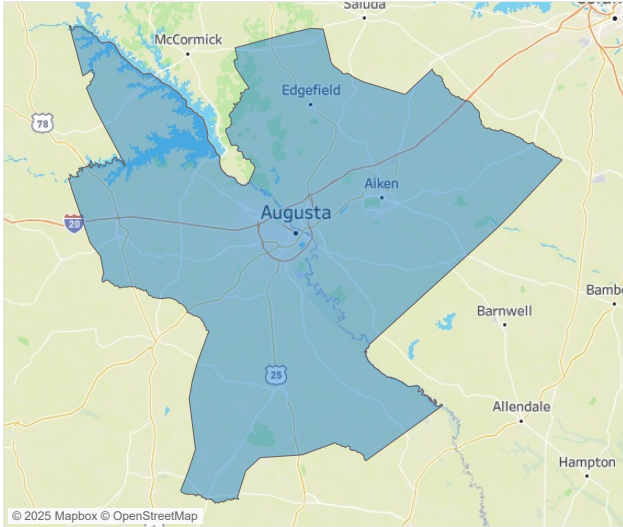 Saluda
McCormick
Edgefield
78
Aiken
Augusta
20
Bamb
Barnwell
25
Allendale
Hampton
© 2025 Mapbox © OpenStreetMap